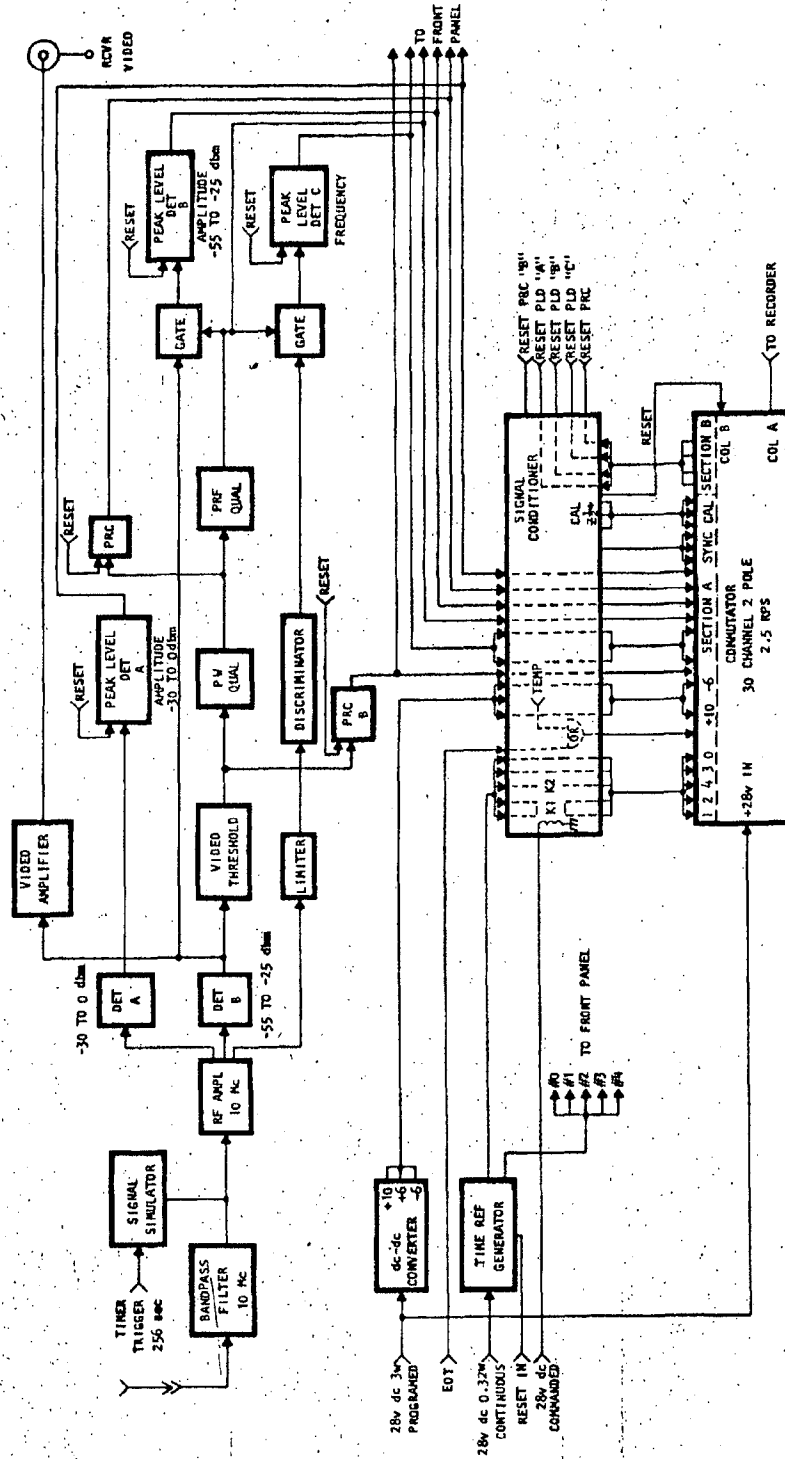 TIMER
TRIGGER
256 sec
SIGNAL
SIMULATOR
BANDPASS
FILTER
10 Mc
RF AMPL
10 Mc
-30 TO 0 dbm
DET
A
DET
B
-55 TO -25 dbm
VIDEO
AMPLIFIER
RCVR
VIDEO
RESET
PEAK LEVEL
DET
A
AMPLITUDE
-30 TO 0dbm
VIDEO
THRESHOLD
LIMITER
RESET
PRC
PW
QUAL
DISCRIMINATOR
RESET
PRC
B
PRF
QUAL
GATE
GATE
RESET
PEAK LEVEL
DET
B
AMPLITUDE
-55 TO -25 dbm
RESET
PEAK
LEVEL
DET C
FREQUENCY
TO
FRONT
PANEL
28v dc 3w
PROGRAMED
EOT
28v dc 0.32w
CONTINUOUS
RESET IN
28v dc
COMMANDED
dc-dc
CONVERTER
+10
+6
-6
TIME REF
GENERATOR
#0
#1
#2
#3
#4
TO FRONT PANEL
SIGNAL
CONDITIONER
K1 K2
OR
TEMP
CAL
RESET PRC "B"
RESET PLD "A"
RESET PLD "B"
RESET PLD "C"
RESET PRC
RESET
1 2 4 3 0 +10 -6 SECTION A SYNC CAL SECTION B
+28v IN
COMMUTATOR
30 CHANNEL 2 POLE
2.5 RPS
COL B
COL A
TO RECORDER